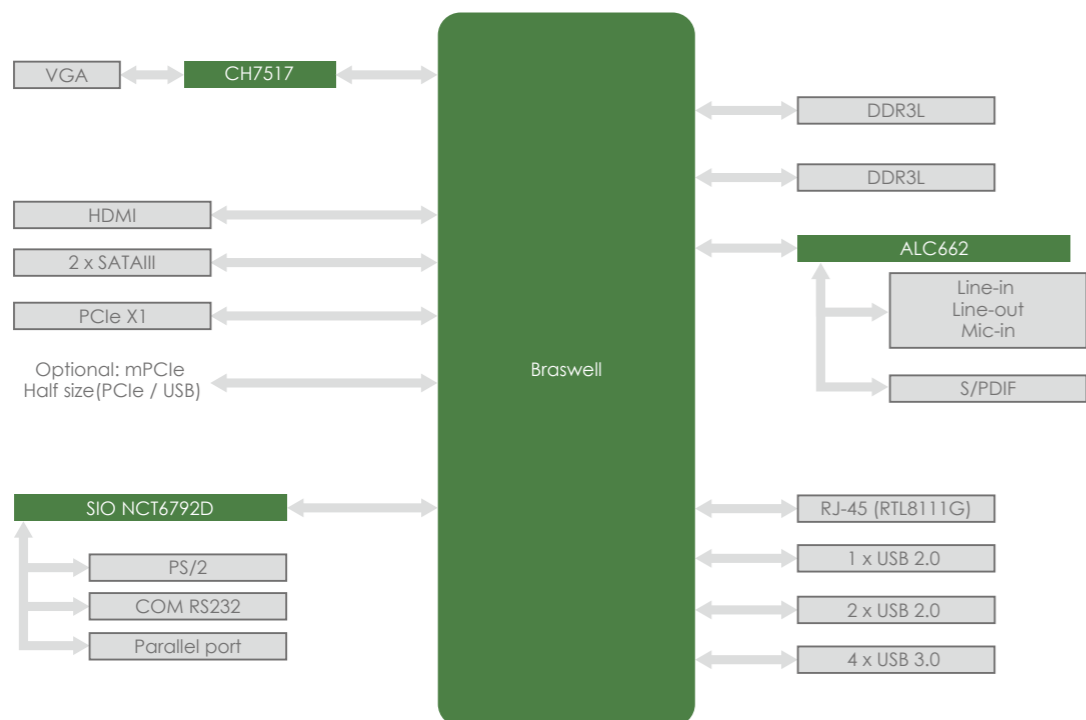 VGA
CH7517
HDMI
2 x SATAIII
PCIe X1
Optional: mPCIe
Half size(PCIe / USB)
SIO NCT6792D
PS/2
COM RS232
Parallel port
Braswell
DDR3L
DDR3L
ALC662
Line-in
Line-out
Mic-in
S/PDIF
RJ-45 (RTL8111G)
1 x USB 2.0
2 x USB 2.0
4 x USB 3.0